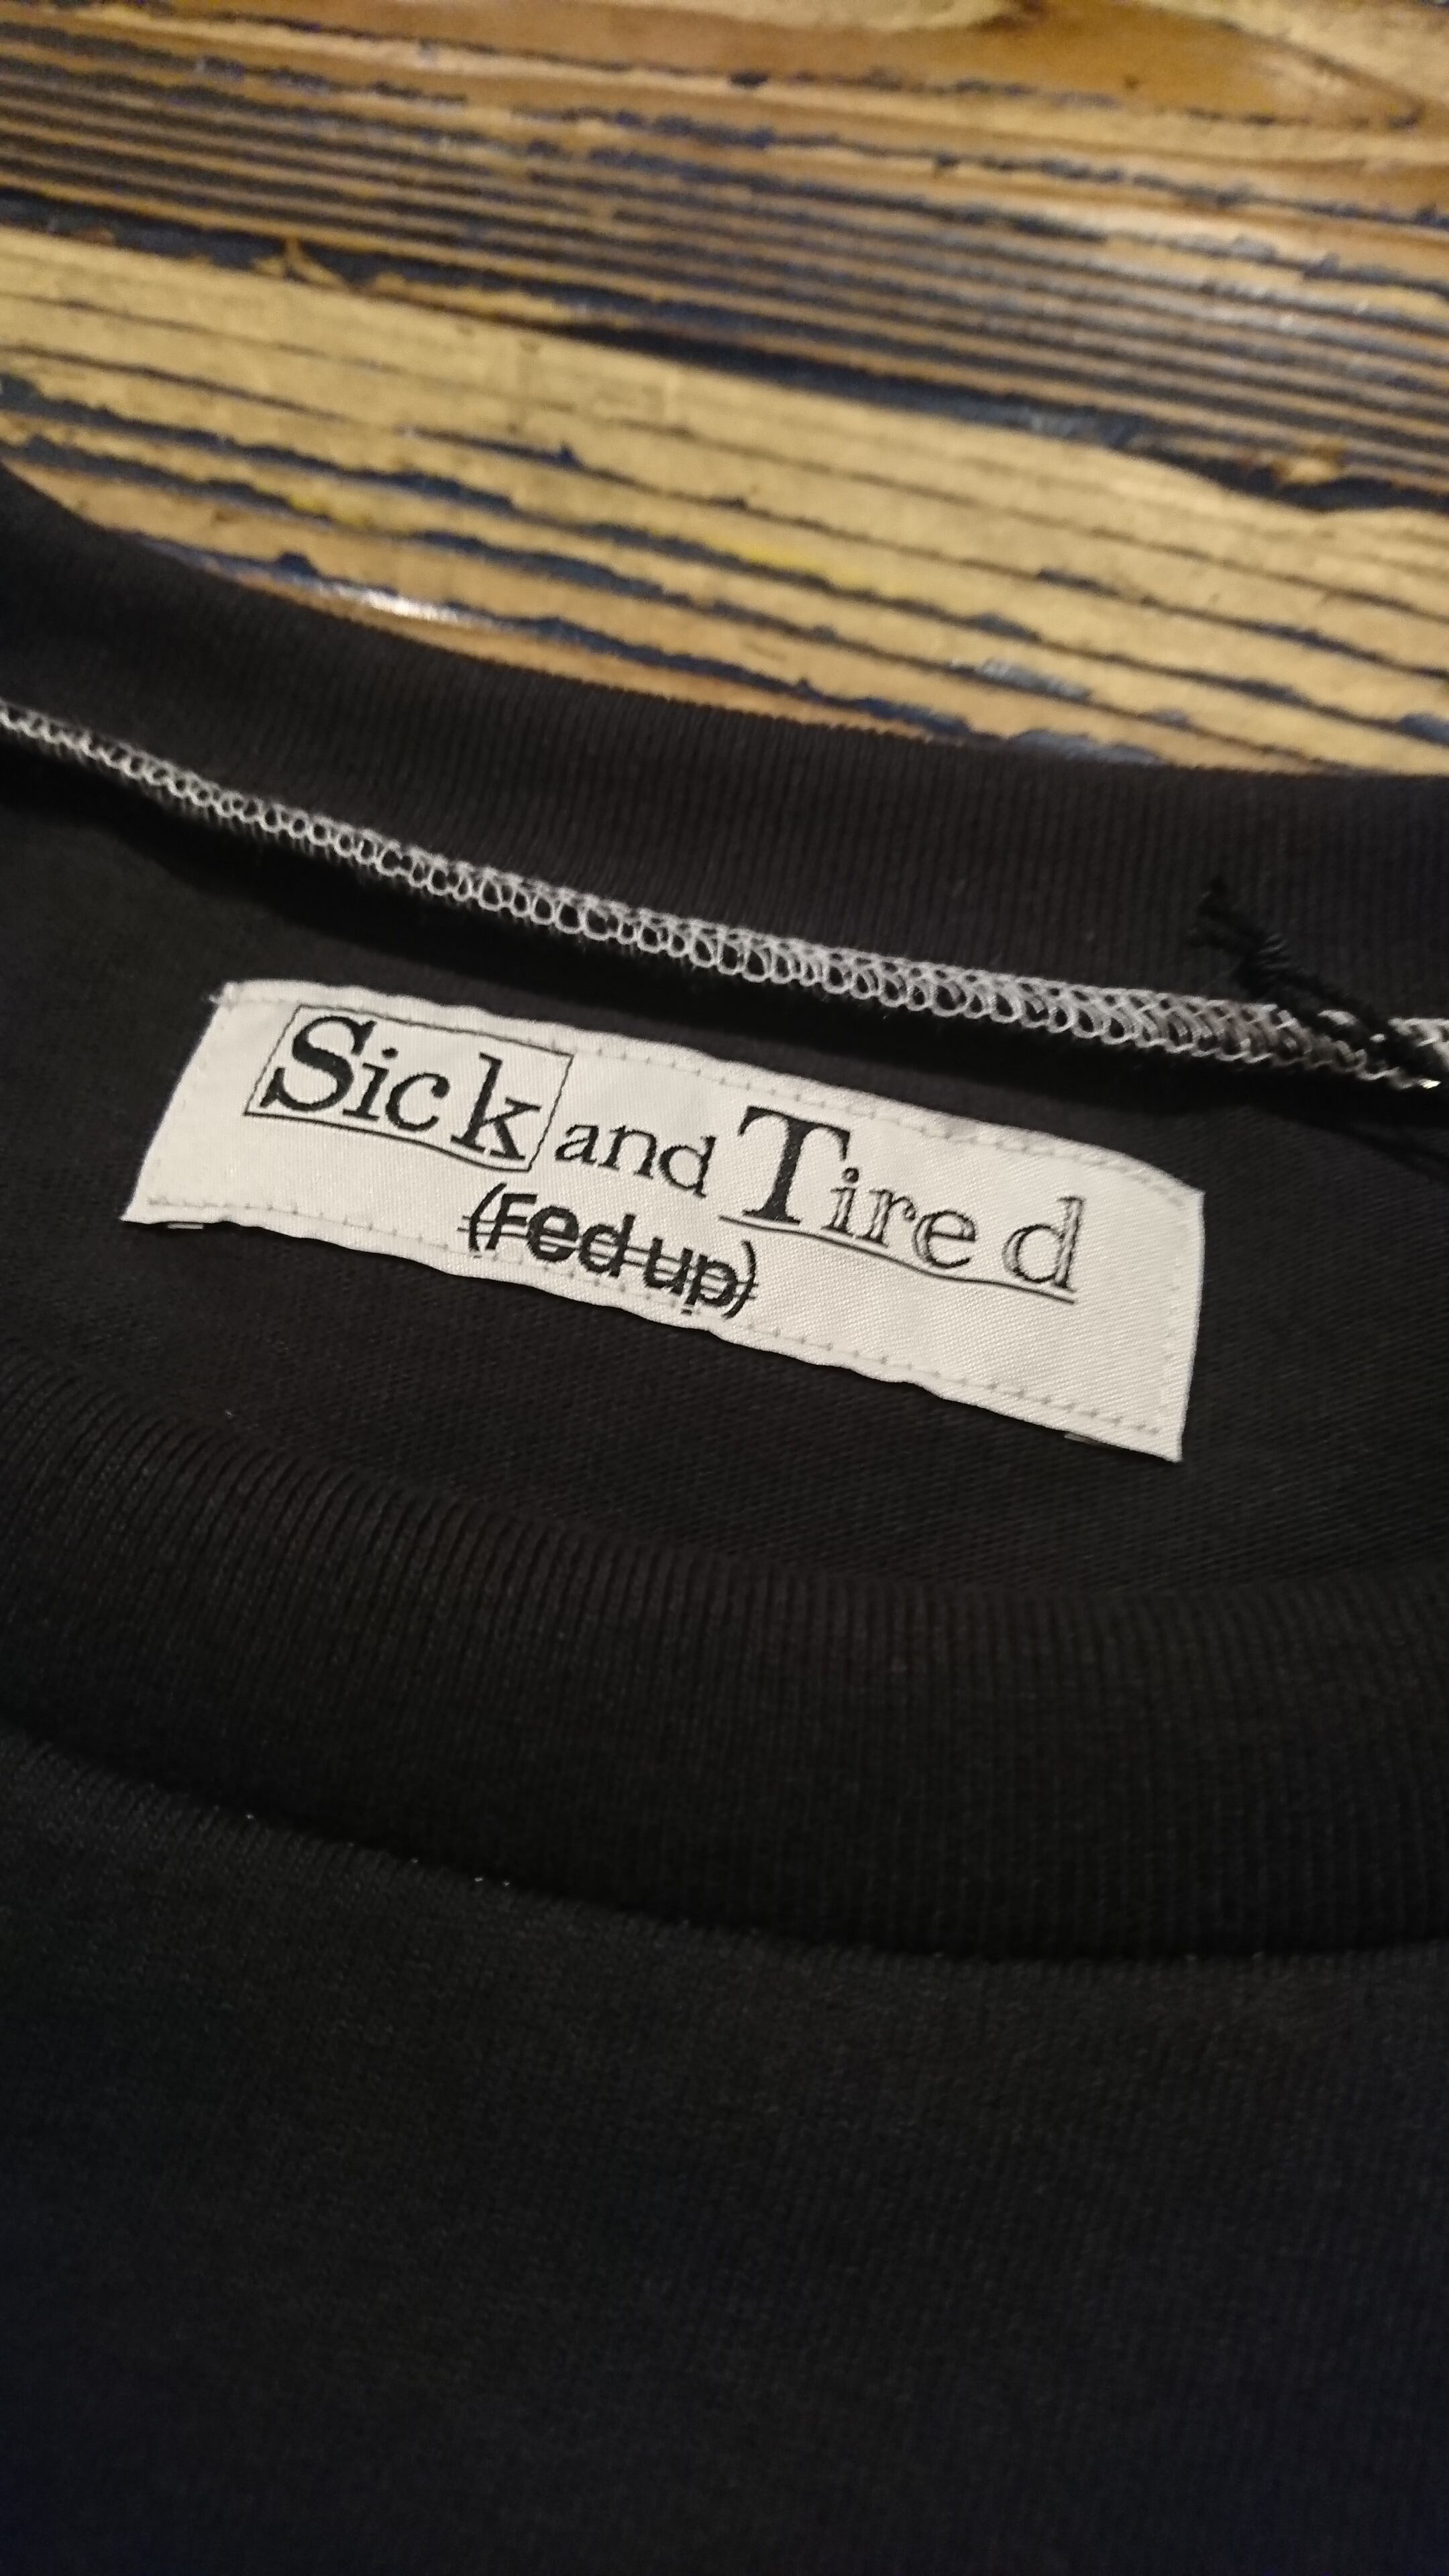 Sick and Tired
(Fed up)